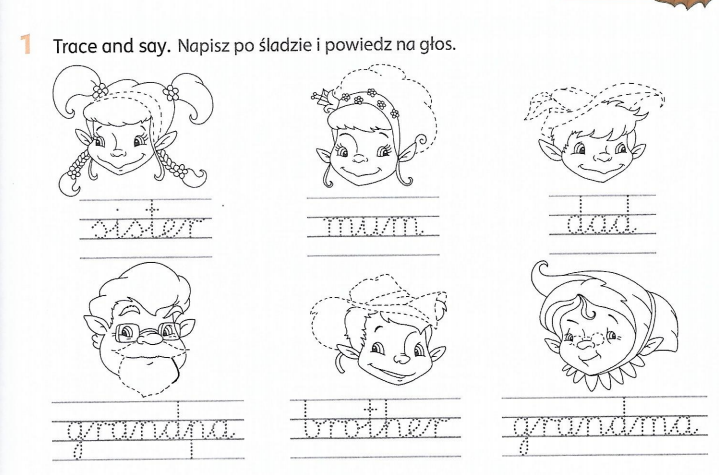 1 Trace and say. Napisz po śladzie i powiedz na głos.
sister mum dad
grandpa brother grandma